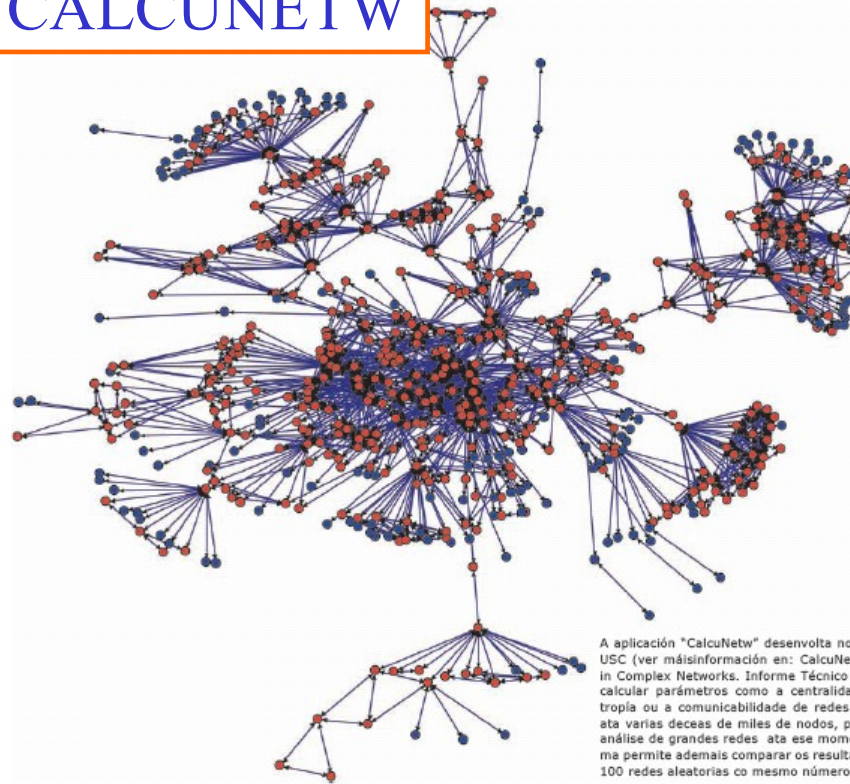 CALCUNETW
A aplicación "CalcuNetw" desenvolta no
USC (ver máisinformación en: CalcuNe
in Complex Networks. Informe Técnico
calcular parámetros como a centralida
tropía ou a comunicabilidade de redes
ata varias deceas de miles de nodos, p
análise de grandes redes ata ese mom
ma permite ademais comparar os result
100 redes aleatorias co mesmo número